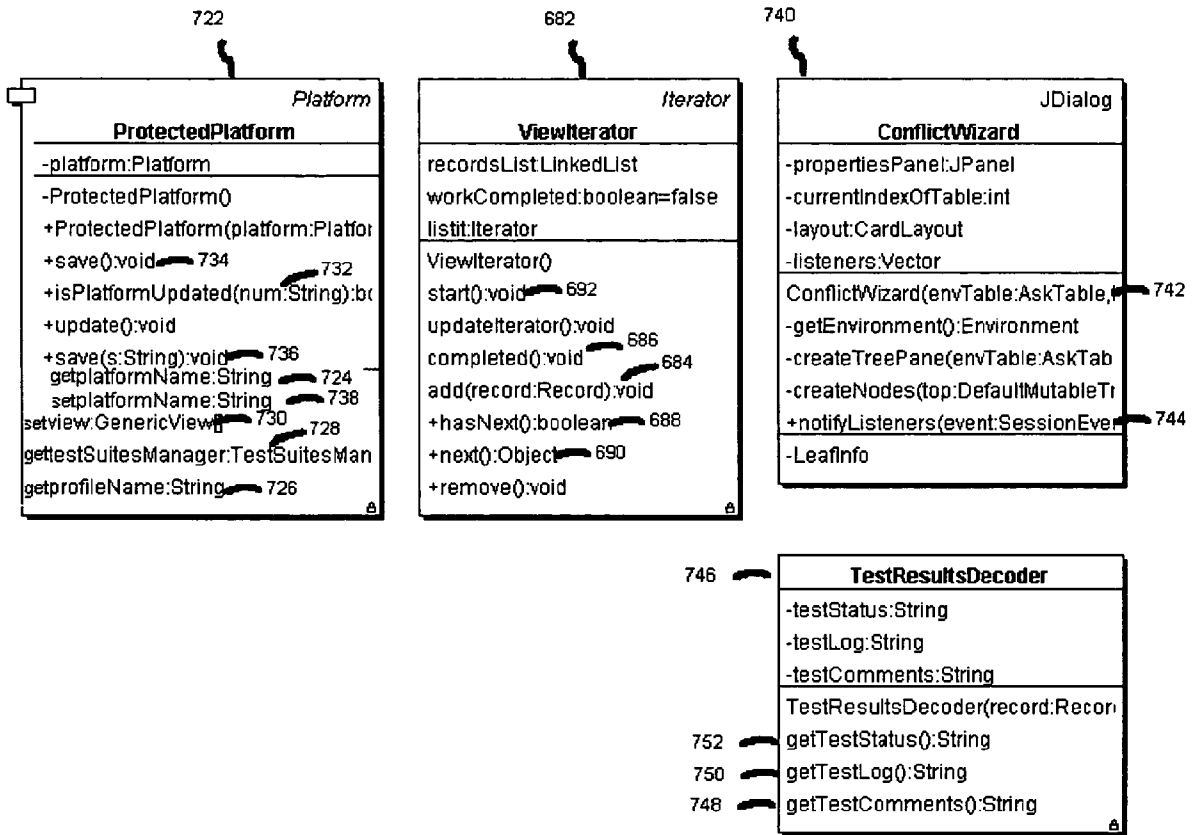 722
682
740
Platform
ProtectedPlatform
-platform:Platform
-ProtectedPlatform()
+ProtectedPlatform(platform:Platfor
+save():void 734
732
+isPlatformUpdated(num:String):bo
+update():void
+save(s:String):void 736
getplatformName:String 724
setplatformName:String 738
setview:GenericView[] 730
728
gettestSuitesManager:TestSuitesMan
getprofileName:String 726
Iterator
ViewIterator
recordsList:LinkedList
workCompleted:boolean=false
listit:Iterator
ViewIterator()
start():void 692
updateIterator():void
completed():void 686
684
add(record:Record):void
+hasNext():boolean 688
+next():Object 690
+remove():void
JDialog
ConflictWizard
-propertiesPanel:JPanel
-currentIndexOfTable:int
-layout:CardLayout
-listeners:Vector
ConflictWizard(envTable:AskTable, 742
-getEnvironment():Environment
-createTreePane(envTable:AskTab
-createNodes(top:DefaultMutableTr
+notifyListeners(event:SessionEve 744
-LeafInfo
746
TestResultsDecoder
-testStatus:String
-testLog:String
-testComments:String
TestResultsDecoder(record:Recor
752 getTestStatus():String
750 getTestLog():String
748 getTestComments():String